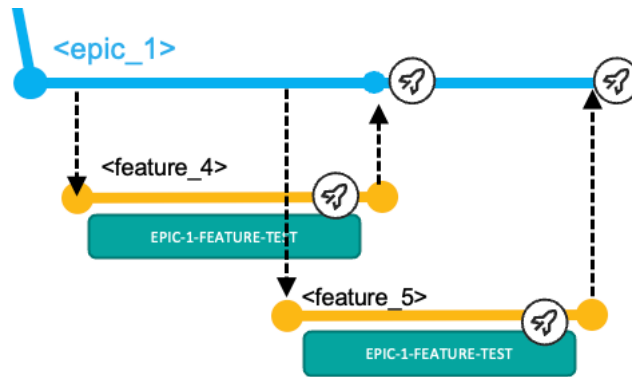 <epic_1>
<feature_4>
EPIC-1-FEATURE-TEST
<feature_5>
EPIC-1-FEATURE-TEST